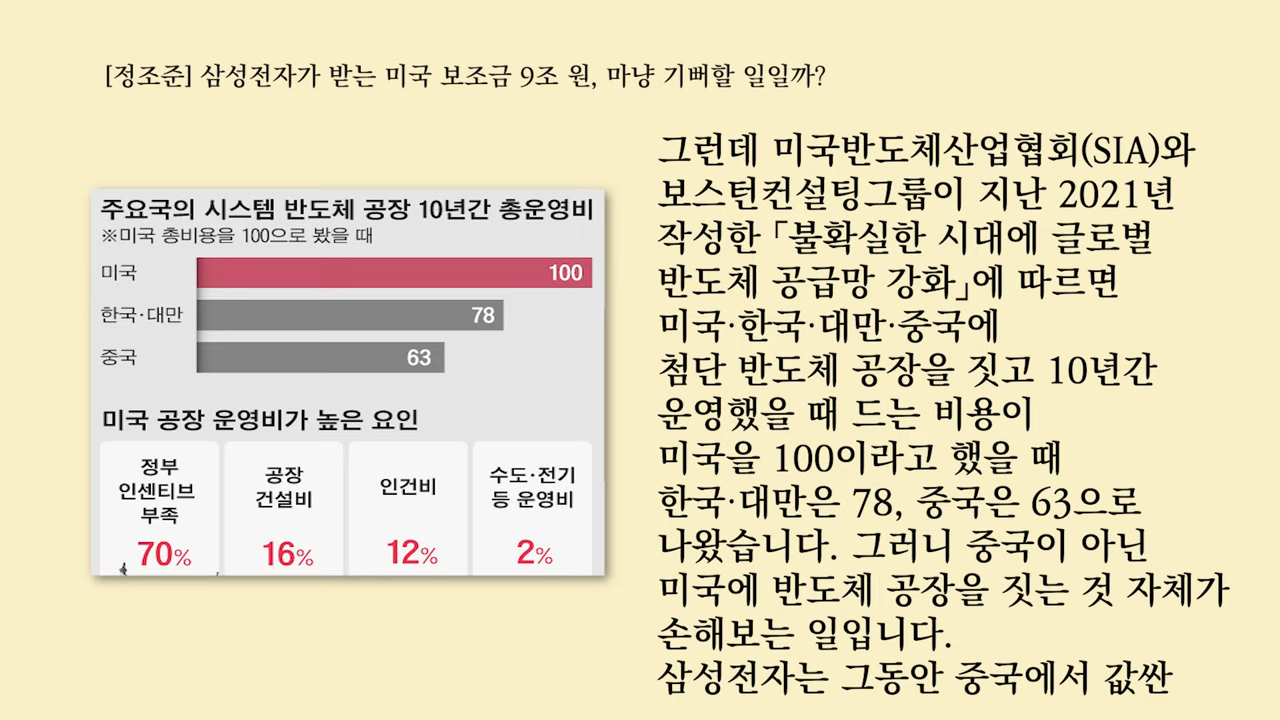 [정조준] 삼성전자가 받는 미국 보조금 9조 원, 마냥 기뻐할 일일까?
주요국의 시스템 반도체 공장 10년간 총운영비
※미국 총비용을 100으로 봤을 때
미국 100
한국·대만 78
중국 63
미국 공장 운영비가 높은 요인
정부
인센티브
부족
70%
공장
건설비
16%
인건비
12%
수도·전기
등 운영비
2%
그런데 미국반도체산업협회(SIA)와
보스턴컨설팅그룹이 지난 2021년
작성한 「불확실한 시대에 글로벌
반도체 공급망 강화」에 따르면
미국·한국·대만·중국에
첨단 반도체 공장을 짓고 10년간
운영했을 때 드는 비용이
미국을 100이라고 했을 때
한국·대만은 78, 중국은 63으로
나왔습니다. 그러니 중국이 아닌
미국에 반도체 공장을 짓는 것 자체가
손해보는 일입니다.
삼성전자는 그동안 중국에서 값싼